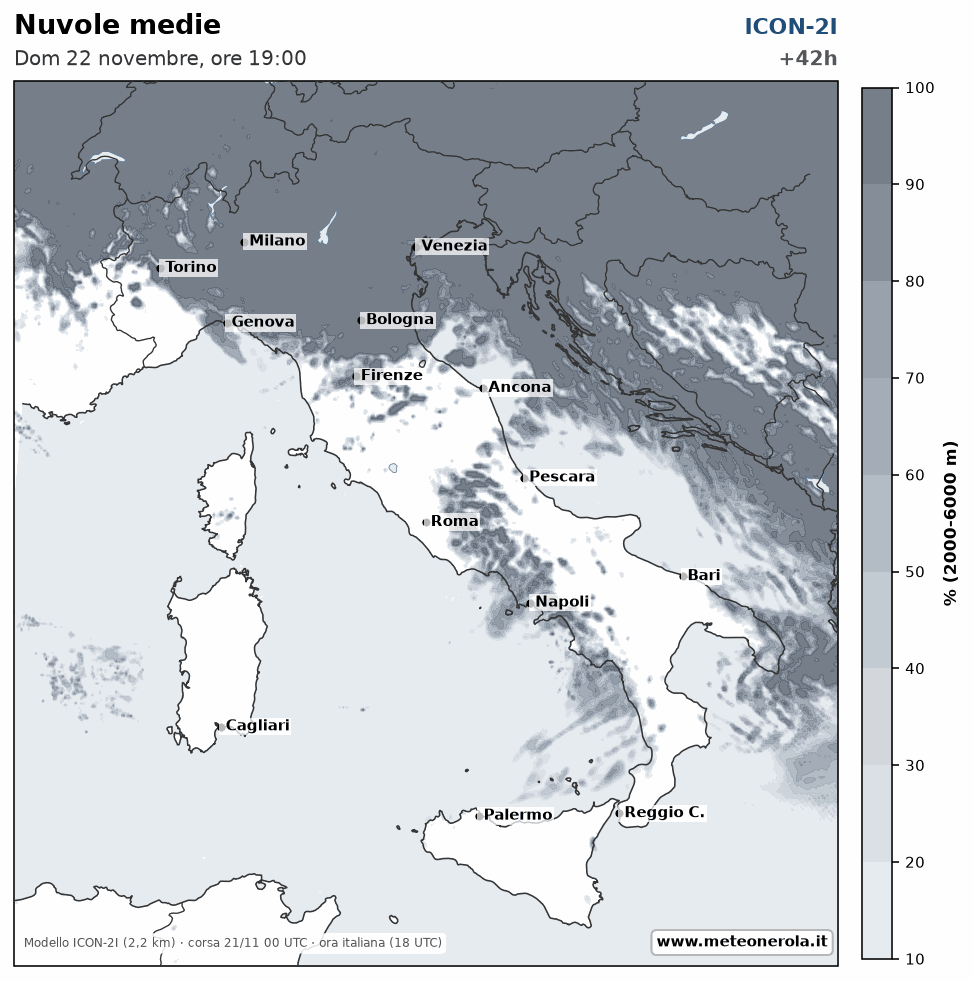 Nuvole medie
ICON-2I
Dom 22 novembre, ore 19:00
+42h
100
90
80
70
60
50
40
30
20
10
% (2000-6000 m)
Milano
Venezia
Torino
Genova
Bologna
Firenze
Ancona
Pescara
Roma
Bari
Napoli
Cagliari
Palermo
Reggio C.
Modello ICON-2I (2,2 km) · corsa 21/11 00 UTC · ora italiana (18 UTC)
www.meteonerola.it